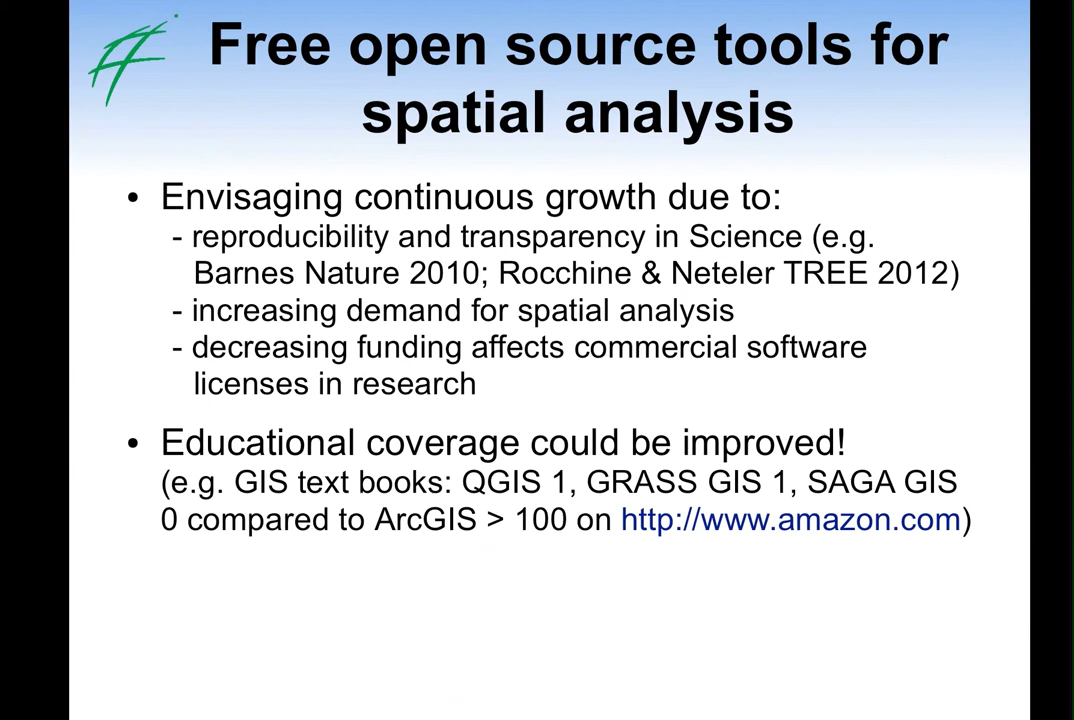 Free open source tools for
spatial analysis
• Envisaging continuous growth due to:
- reproducibility and transparency in Science (e.g.
Barnes Nature 2010; Rocchine & Neteler TREE 2012)
- increasing demand for spatial analysis
- decreasing funding affects commercial software
licenses in research
• Educational coverage could be improved!
(e.g. GIS text books: QGIS 1, GRASS GIS 1, SAGA GIS
0 compared to ArcGIS > 100 on http://www.amazon.com)